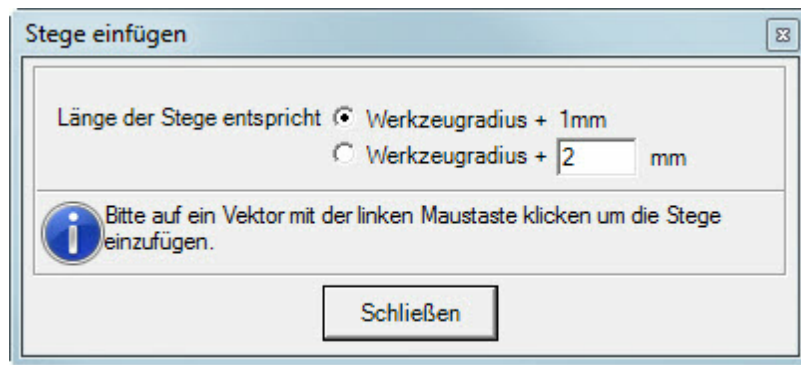 Stege einfügen
Länge der Stege entspricht Werkzeugradius + 1mm
Werkzeugradius + 2 mm
Bitte auf ein Vektor mit der linken Maustaste klicken um die Stege
einzufügen.
Schließen